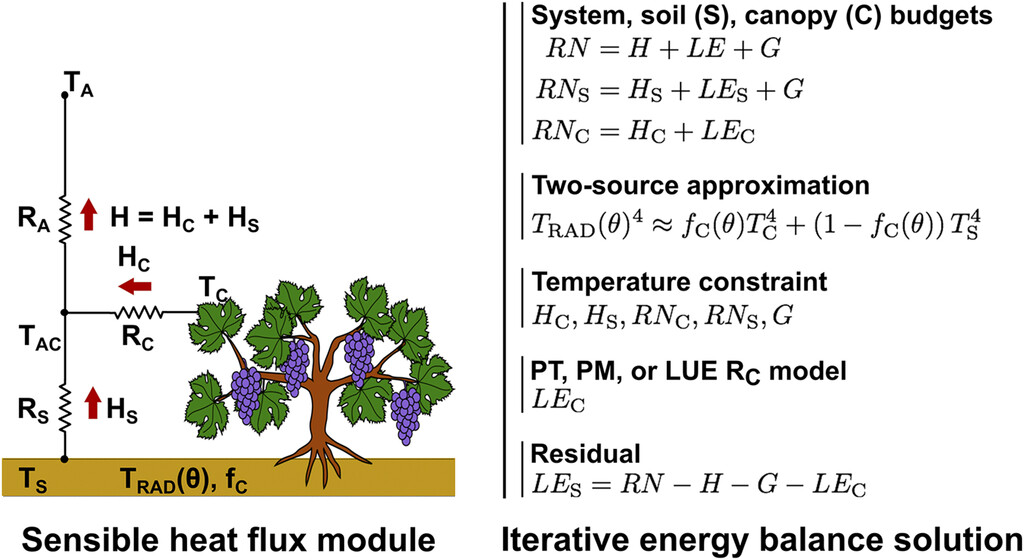 T_A
R_A
H = H_C + H_S
H_C
T_C
T_AC
R_C
R_S
H_S
T_S
T_RAD(θ), f_C
Sensible heat flux module
System, soil (S), canopy (C) budgets
RN = H + LE + G
RN_S = H_S + LE_S + G
RN_C = H_C + LE_C
Two-source approximation
T_RAD(θ)^4 ≈ f_C(θ)T_C^4 + (1 − f_C(θ)) T_S^4
Temperature constraint
H_C, H_S, RN_C, RN_S, G
PT, PM, or LUE R_C model
LE_C
Residual
LE_S = RN − H − G − LE_C
Iterative energy balance solution